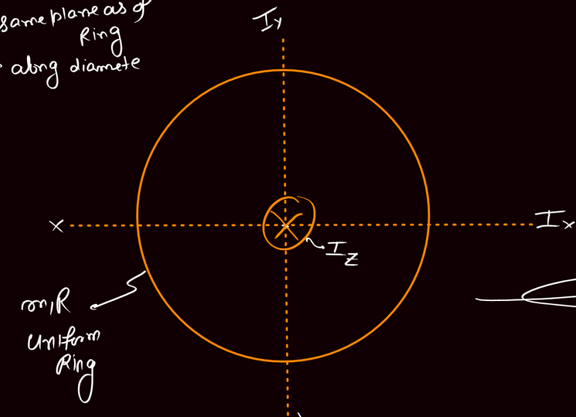 same plane as of
Ring
along diamete
Iy
x
Ix
Iz
m,R
Uniform
Ring